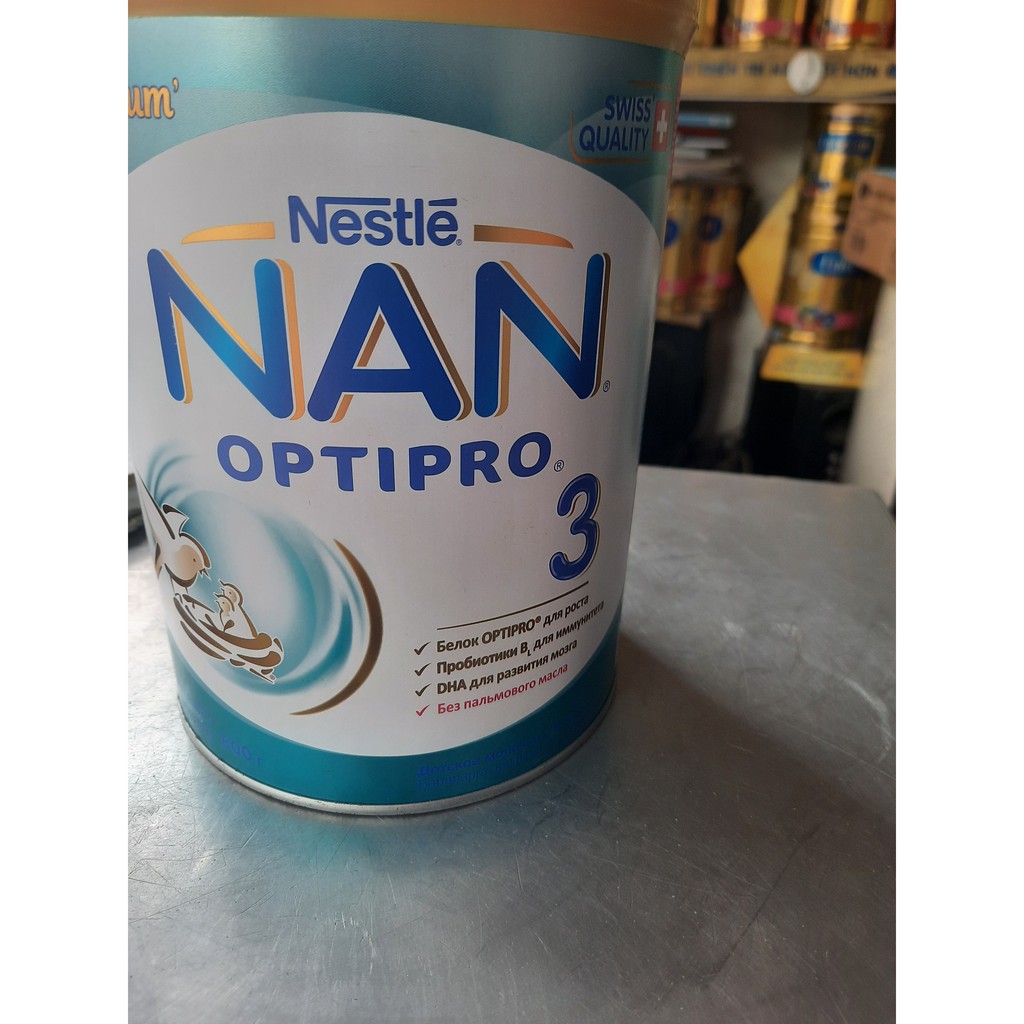 SWISS
QUALITY
Nestlé®
NAN®
OPTIPRO®
3
✓ Белок OPTIPRO® для роста
✓ Пробиотики BL для иммунитета
✓ DHA для развития мозга
✓ Без пальмового масла